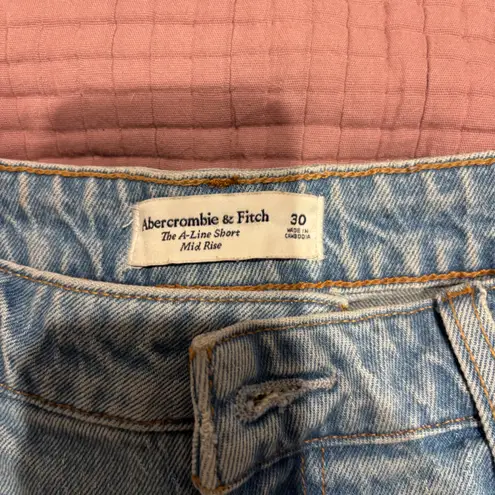 Abercrombie & Fitch
The A-Line Short
Mid Rise
30
MADE IN
CAMBODIA